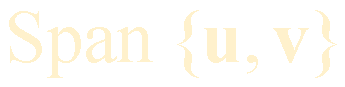 Span {u, v}